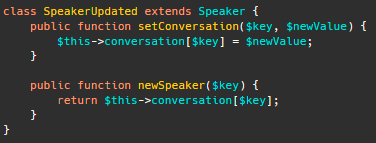 class SpeakerUpdated extends Speaker {
    public function setConversation($key, $newValue) {
        $this->conversation[$key] = $newValue;
    }

    public function newSpeaker($key) {
        return $this->conversation[$key];
    }
}